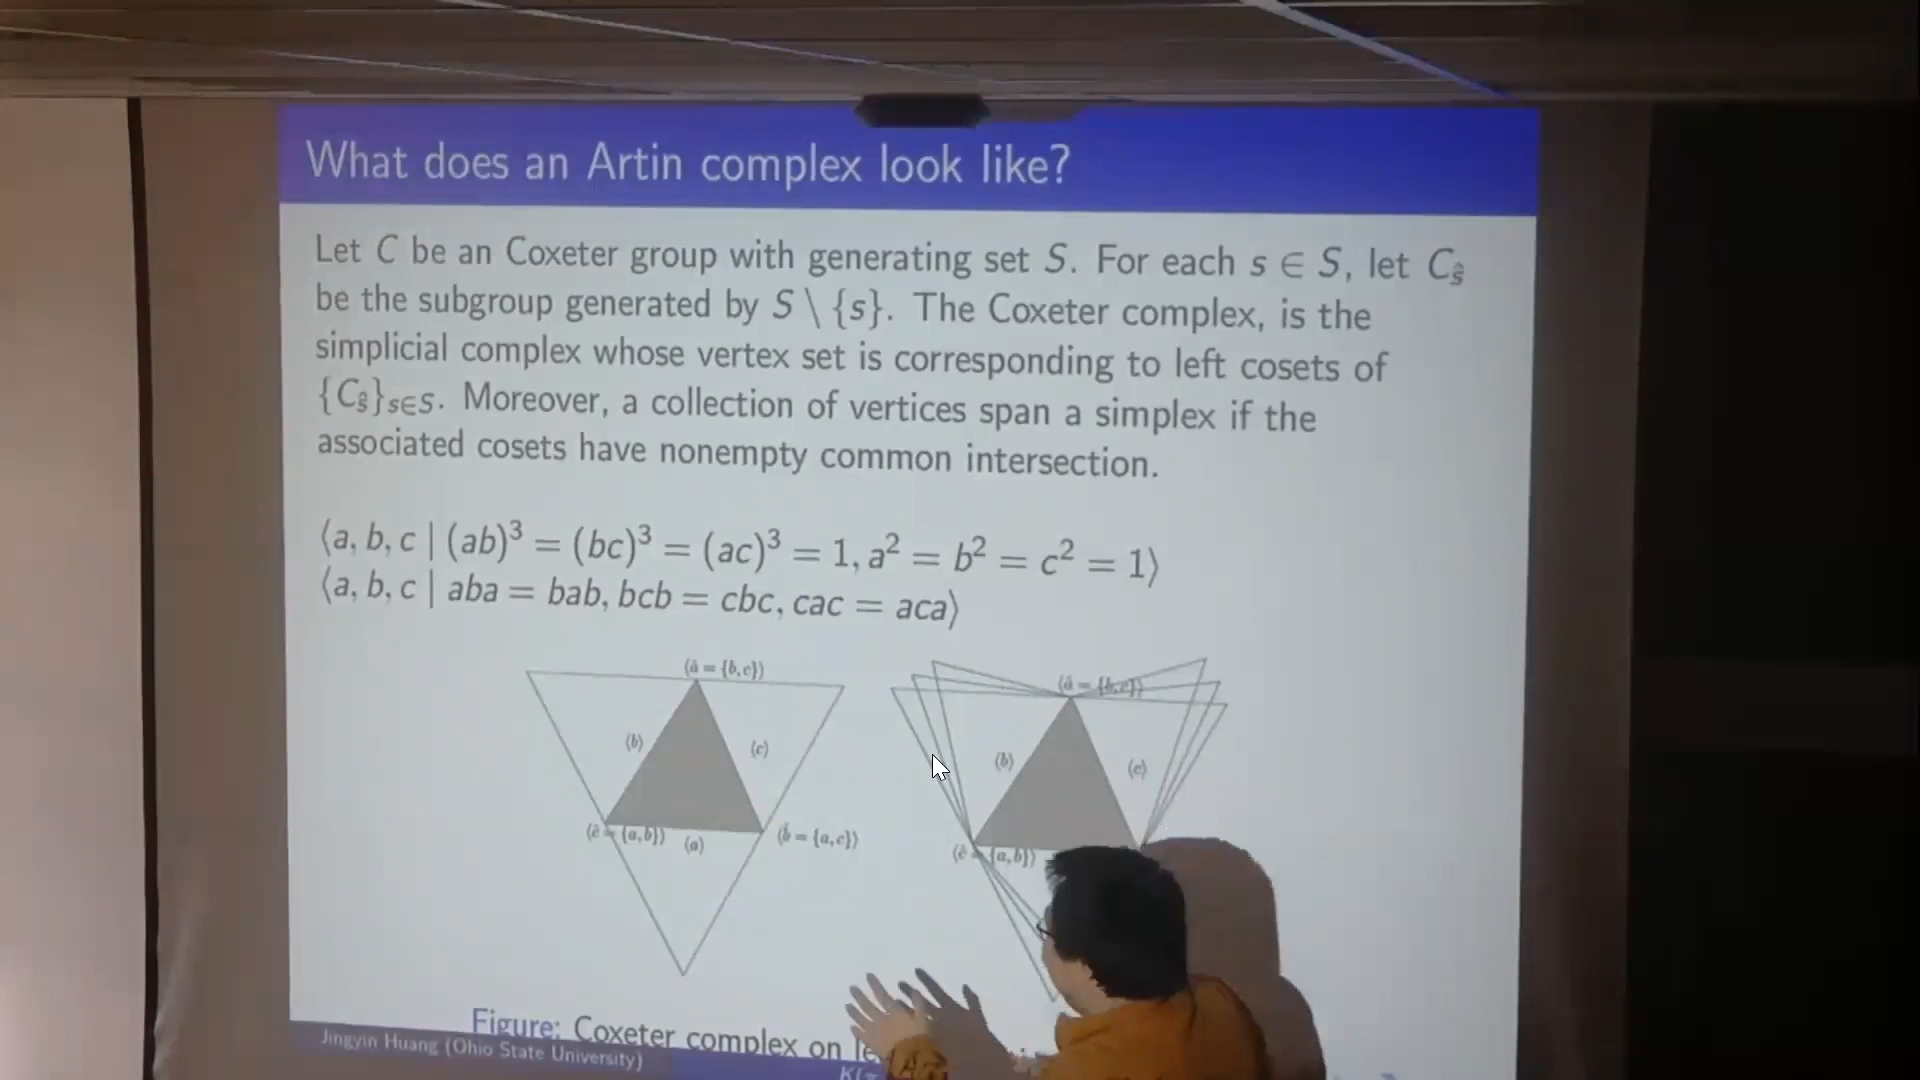 What does an Artin complex look like?
Let C be an Coxeter group with generating set S. For each s ∈ S, let C_ŝ
be the subgroup generated by S \ {s}. The Coxeter complex, is the
simplicial complex whose vertex set is corresponding to left cosets of
{C_ŝ}_{s∈S}. Moreover, a collection of vertices span a simplex if the
associated cosets have nonempty common intersection.
⟨a, b, c | (ab)³ = (bc)³ = (ac)³ = 1, a² = b² = c² = 1⟩
⟨a, b, c | aba = bab, bcb = cbc, cac = aca⟩
⟨â = {b,c}⟩
⟨b⟩
⟨c⟩
⟨ĉ = {a,b}⟩
⟨a⟩
⟨b̂ = {a,c}⟩
⟨â = {b,c}⟩
⟨b⟩
⟨c⟩
⟨ĉ = {a,b}⟩
Figure: Coxeter complex on
Jingyin Huang (Ohio State University)